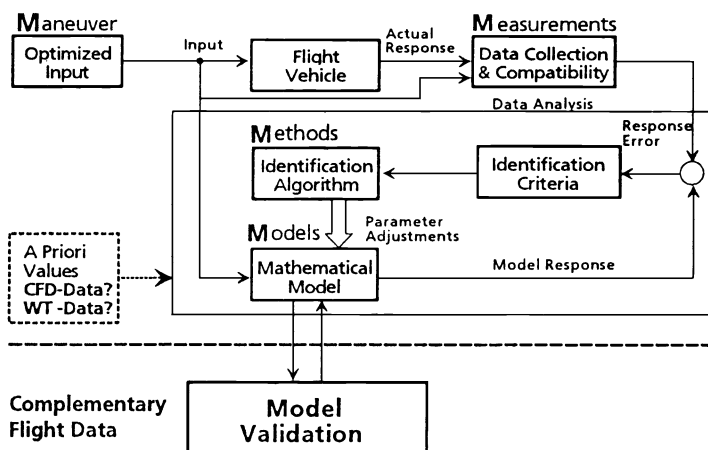 Maneuver
Optimized
Input
Input
Flight
Vehicle
Actual
Response
Measurements
Data Collection
& Compatibility
Data Analysis
Methods
Identification
Algorithm
Identification
Criteria
Response
Error
Parameter
Adjustments
Models
Mathematical
Model
Model Response
A Priori
Values
CFD-Data?
WT -Data?
Complementary
Flight Data
Model
Validation